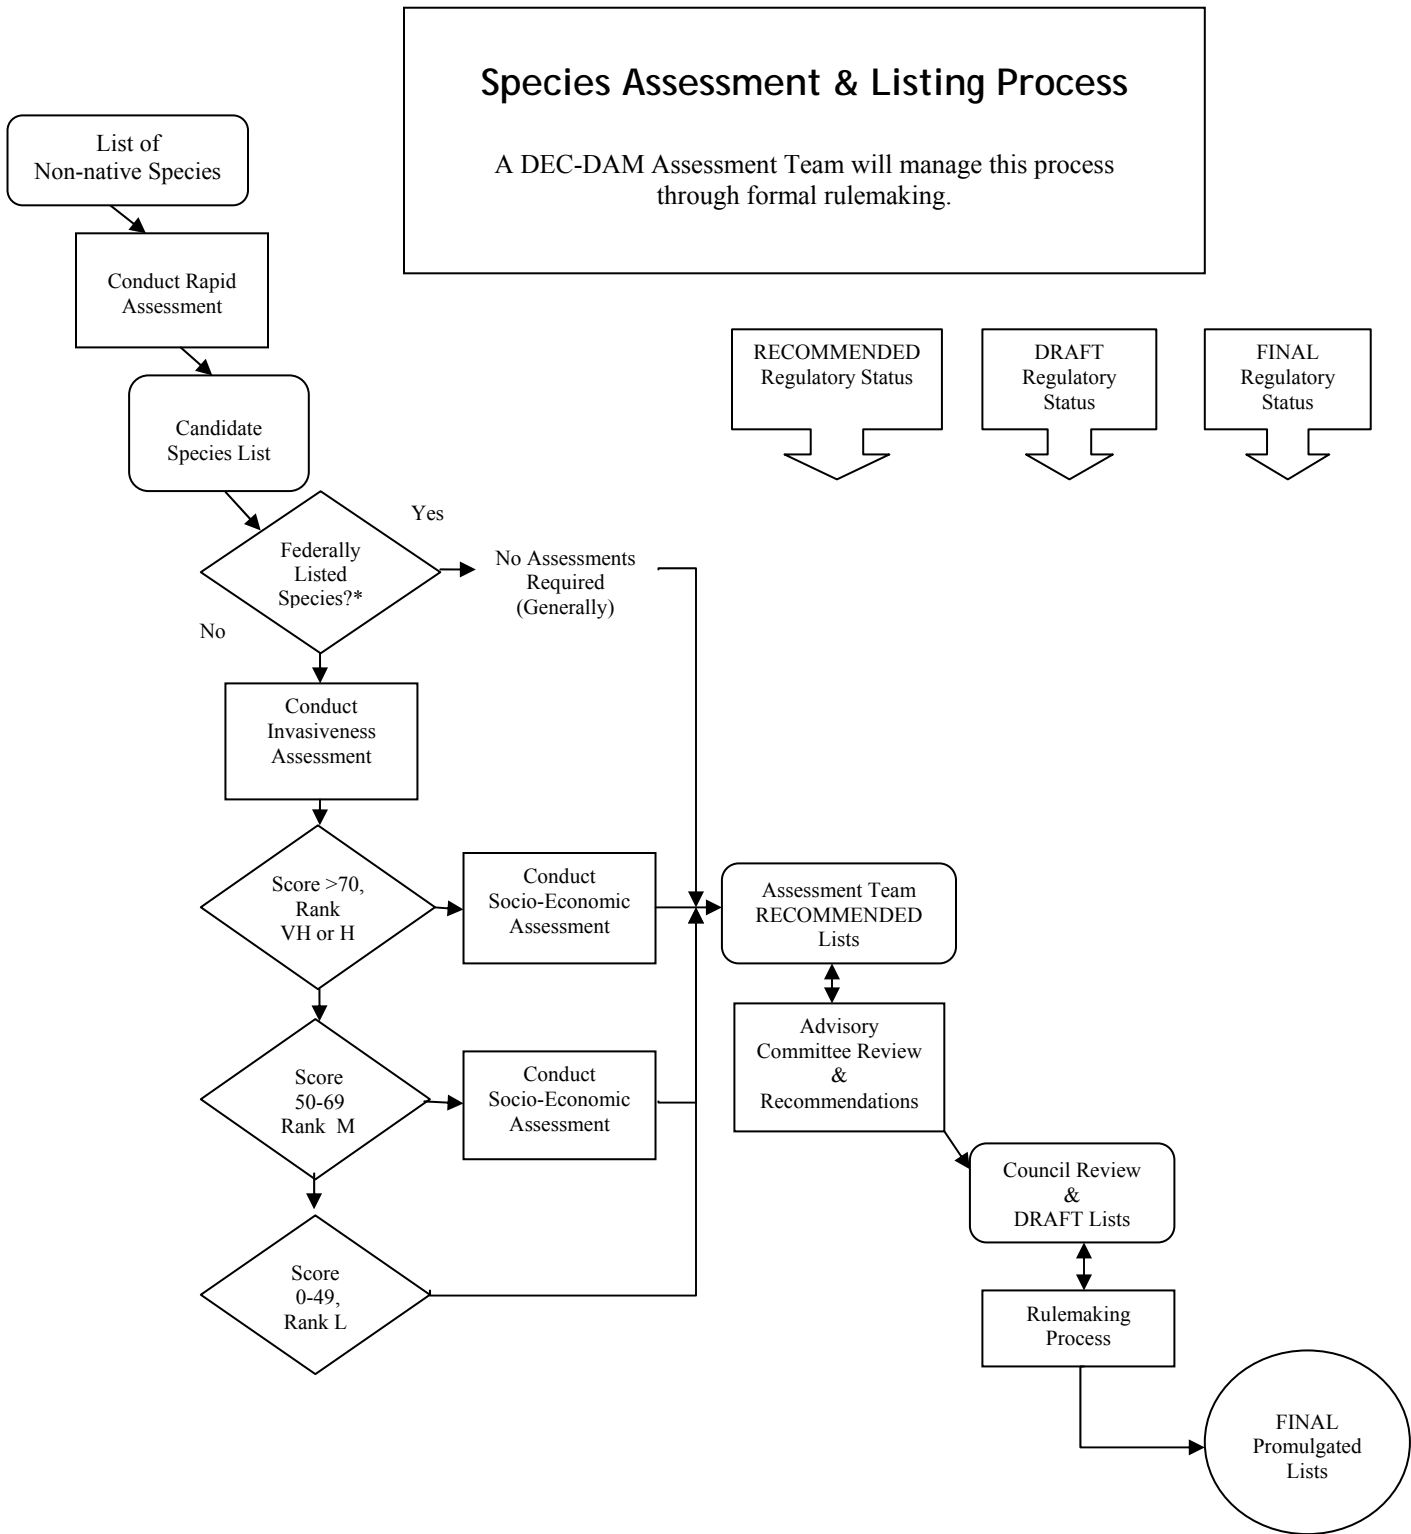 Species Assessment & Listing Process
A DEC-DAM Assessment Team will manage this process
through formal rulemaking.
List of
Non-native Species
Conduct Rapid
Assessment
Candidate
Species List
RECOMMENDED
Regulatory Status
DRAFT
Regulatory
Status
FINAL
Regulatory
Status
Federally
Listed
Species?*
Yes
No Assessments
Required
(Generally)
No
Conduct
Invasiveness
Assessment
Score >70,
Rank
VH or H
Conduct
Socio-Economic
Assessment
Score
50-69
Rank M
Conduct
Socio-Economic
Assessment
Score
0-49,
Rank L
Assessment Team
RECOMMENDED
Lists
Advisory
Committee Review
&
Recommendations
Council Review
&
DRAFT Lists
Rulemaking
Process
FINAL
Promulgated
Lists